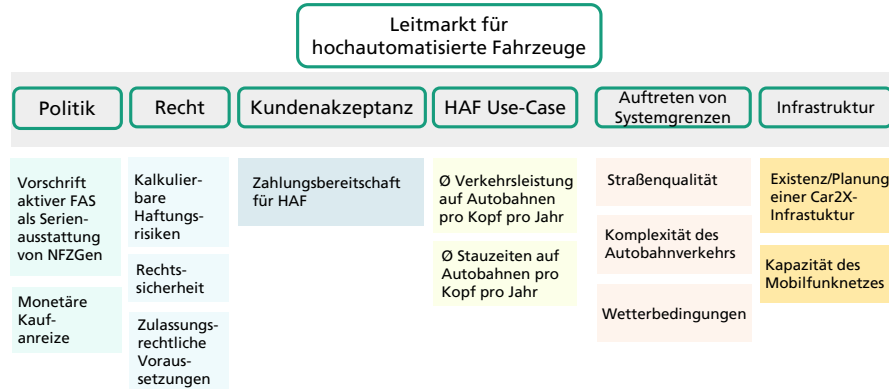 Leitmarkt für
hochautomatisierte Fahrzeuge
Politik
Recht
Kundenakzeptanz
HAF Use-Case
Auftreten von
Systemgrenzen
Infrastruktur
Vorschrift
aktiver FAS
als Serien-
ausstattung
von NFZGen
Monetäre
Kauf-
anreize
Kalkulier-
bare
Haftungs-
risiken
Rechts-
sicherheit
Zulassungs-
rechtliche
Voraus-
setzungen
Zahlungsbereitschaft
für HAF
Ø Verkehrsleistung
auf Autobahnen
pro Kopf pro Jahr
Ø Stauzeiten auf
Autobahnen pro
Kopf pro Jahr
Straßenqualität
Komplexität des
Autobahnverkehrs
Wetterbedingungen
Existenz/Planung
einer Car2X-
Infrastuktur
Kapazität des
Mobilfunknetzes